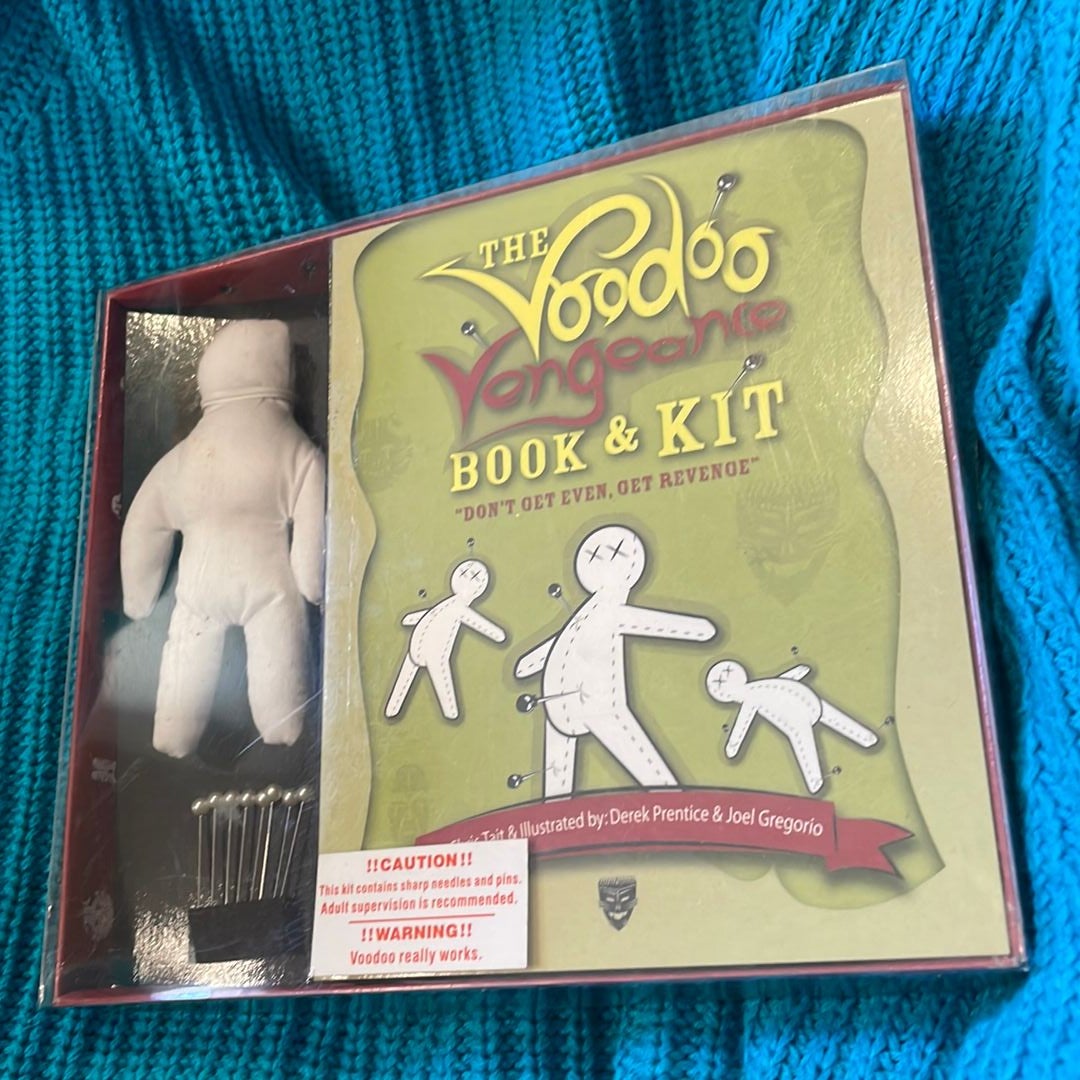 THE Voodoo
Vengeance
BOOK & KIT
"DON'T GET EVEN, GET REVENGE"
Tait & Illustrated by: Derek Prentice & Joel Gregorio
!!CAUTION!!
This kit contains sharp needles and pins.
Adult supervision is recommended.
!!WARNING!!
Voodoo really works.